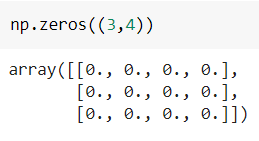 np.zeros((3,4))
array([[0., 0., 0., 0.],
       [0., 0., 0., 0.],
       [0., 0., 0., 0.]])